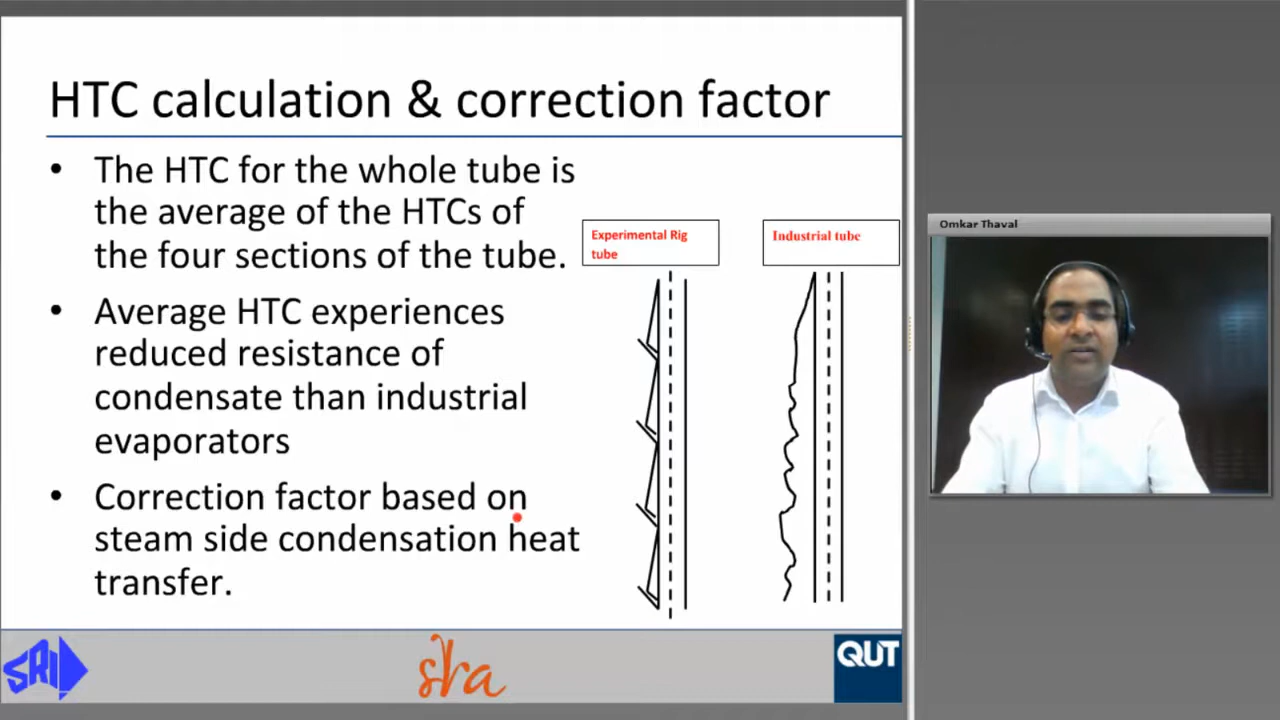 HTC calculation & correction factor
• The HTC for the whole tube is
the average of the HTCs of
the four sections of the tube.
• Average HTC experiences
reduced resistance of
condensate than industrial
evaporators
• Correction factor based on
steam side condensation heat
transfer.
Experimental Rig
tube
Industrial tube
SRI
sra
QUT
Omkar Thaval